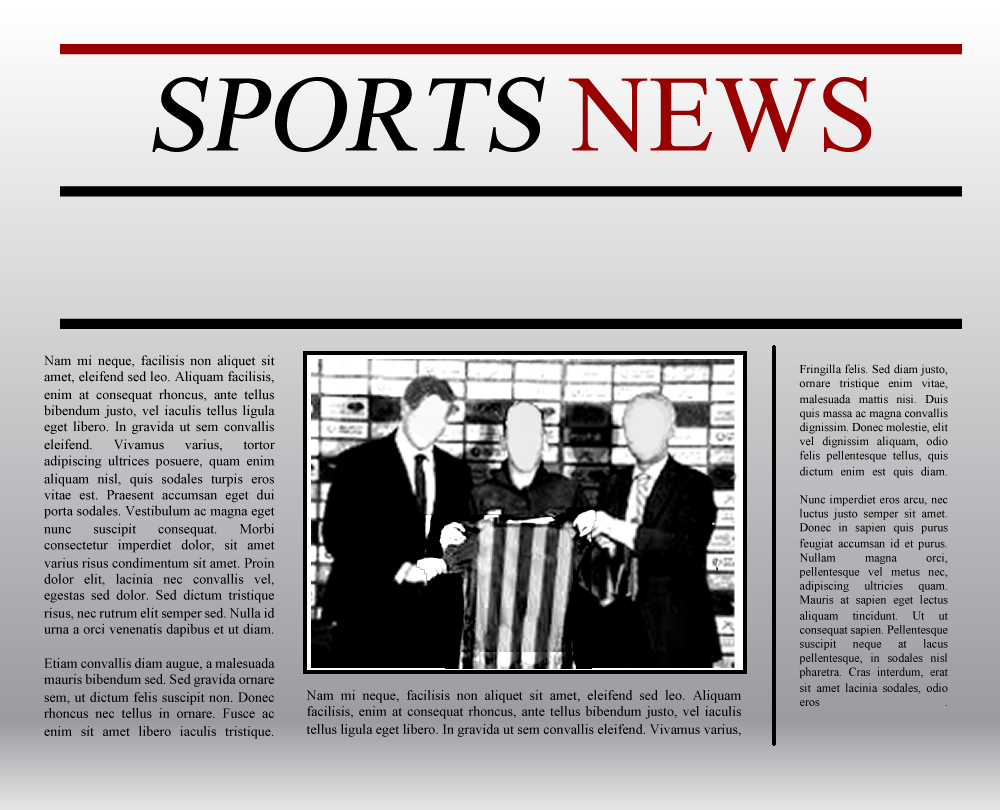 SPORTS NEWS
Nam mi neque, facilisis non aliquet sit
amet, eleifend sed leo. Aliquam facilisis,
enim at consequat rhoncus, ante tellus
bibendum justo, vel iaculis tellus ligula
eget libero. In gravida ut sem convallis
eleifend. Vivamus varius, tortor
adipiscing ultrices posuere, quam enim
aliquam nisl, quis sodales turpis eros
vitae est. Praesent accumsan eget dui
porta sodales. Vestibulum ac magna eget
nunc suscipit consequat. Morbi
consectetur imperdiet dolor, sit amet
varius risus condimentum sit amet. Proin
dolor elit, lacinia nec convallis vel,
egestas sed dolor. Sed dictum tristique
risus, nec rutrum elit semper sed. Nulla id
urna a orci venenatis dapibus et ut diam.
Etiam convallis diam augue, a malesuada
mauris bibendum sed. Sed gravida ornare
sem, ut dictum felis suscipit non. Donec
rhoncus nec tellus in ornare. Fusce ac
enim sit amet libero iaculis tristique.
Nam mi neque, facilisis non aliquet sit amet, eleifend sed leo. Aliquam
facilisis, enim at consequat rhoncus, ante tellus bibendum justo, vel iaculis
tellus ligula eget libero. In gravida ut sem convallis eleifend. Vivamus varius,
Fringilla felis. Sed diam justo,
ornare tristique enim vitae,
malesuada mattis nisi. Duis
quis massa ac magna convallis
dignissim. Donec molestie, elit
vel dignissim aliquam, odio
felis pellentesque tellus, quis
dictum enim est quis diam.
Nunc imperdiet eros arcu, nec
luctus justo semper sit amet.
Donec in sapien quis purus
feugiat accumsan id et purus.
Nullam magna orci,
pellentesque vel metus nec,
adipiscing ultricies quam.
Mauris at sapien eget lectus
aliquam tincidunt. Ut ut
consequat sapien. Pellentesque
suscipit neque at lacus
pellentesque, in sodales nisl
pharetra. Cras interdum, erat
sit amet lacinia sodales, odio
eros .